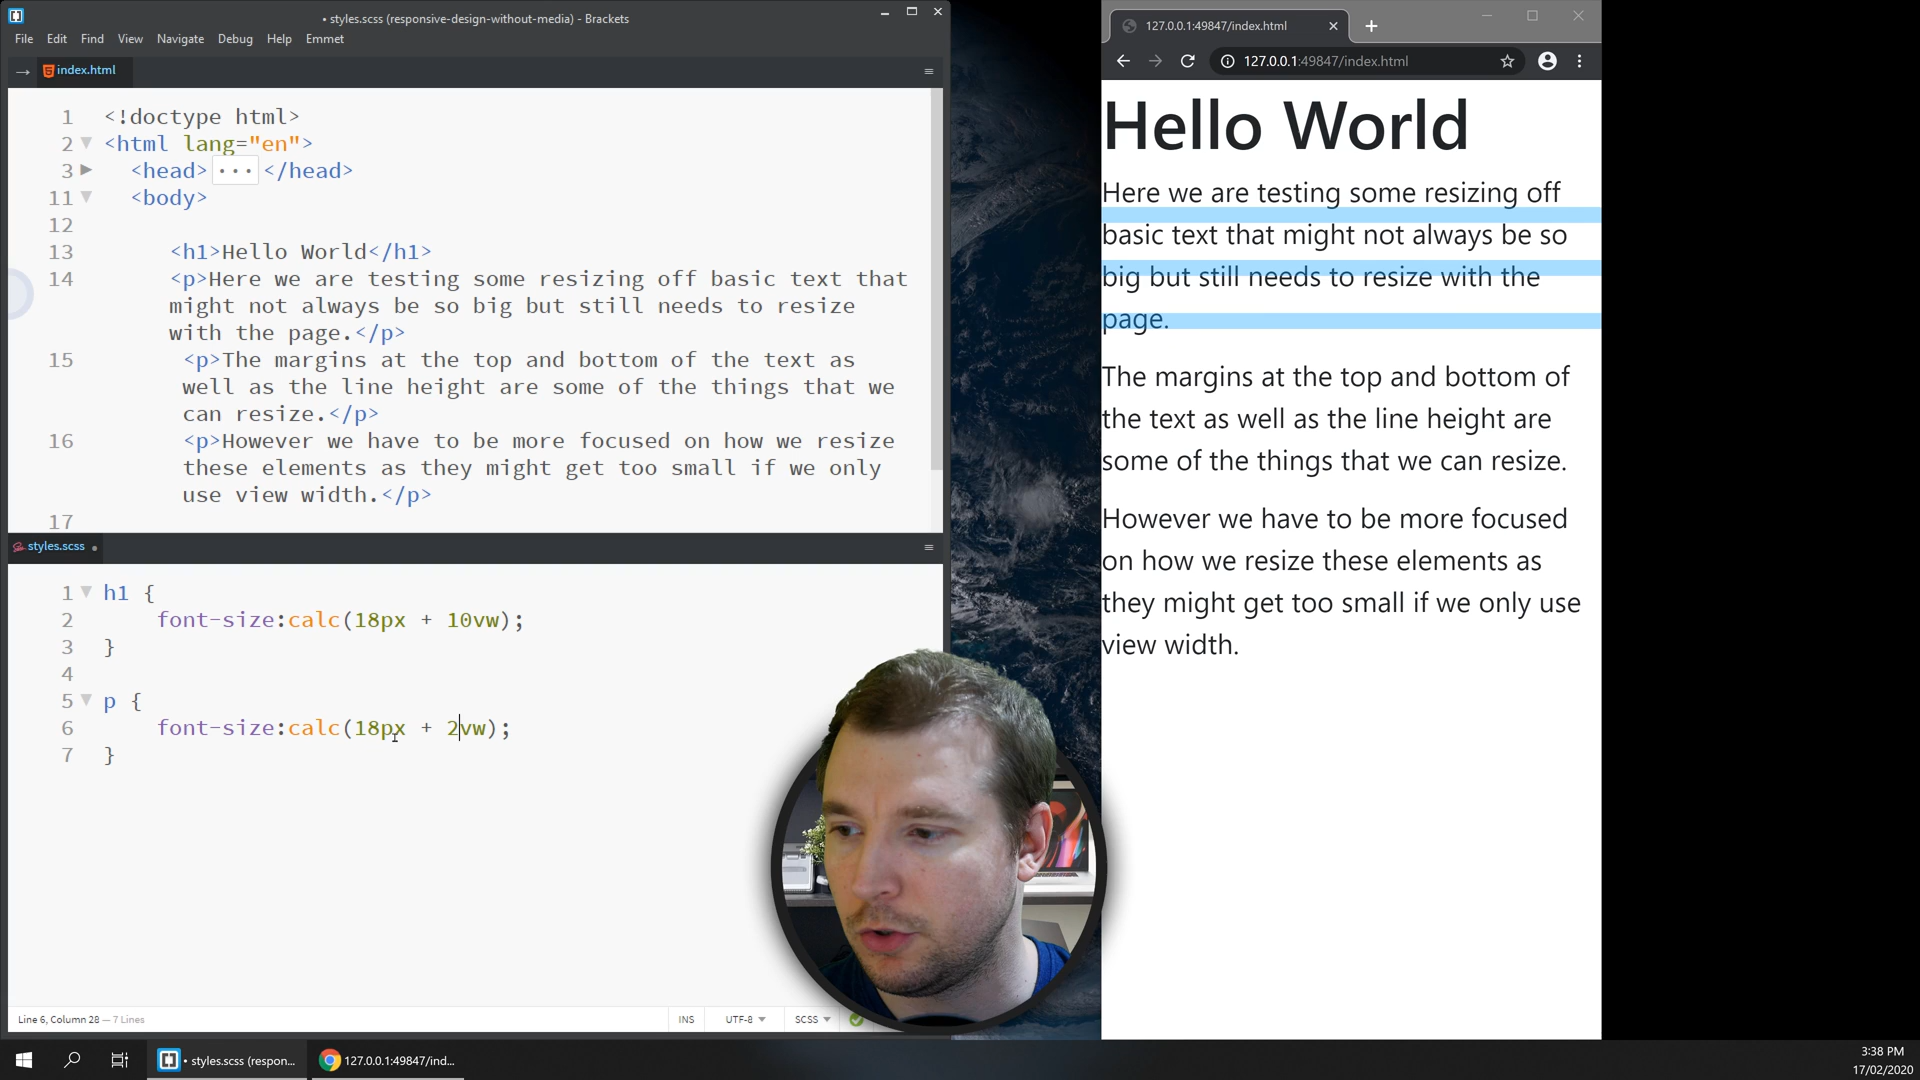 • styles.scss (responsive-design-without-media) - Brackets
File Edit Find View Navigate Debug Help Emmet
index.html
1 <!doctype html>
2 <html lang="en">
3 <head>...</head>
11 <body>
12
13 <h1>Hello World</h1>
14 <p>Here we are testing some resizing off basic text that
might not always be so big but still needs to resize
with the page.</p>
15 <p>The margins at the top and bottom of the text as
well as the line height are some of the things that we
can resize.</p>
16 <p>However we have to be more focused on how we resize
these elements as they might get too small if we only
use view width.</p>
17
styles.scss •
1 h1 {
2 font-size:calc(18px + 10vw);
3 }
4
5 p {
6 font-size:calc(18px + 2vw);
7 }
Line 6, Column 28 — 7 Lines
INS UTF-8 SCSS
127.0.0.1:49847/index.html
127.0.0.1:49847/index.html
Hello World
Here we are testing some resizing off
basic text that might not always be so
big but still needs to resize with the
page.
The margins at the top and bottom of
the text as well as the line height are
some of the things that we can resize.
However we have to be more focused
on how we resize these elements as
they might get too small if we only use
view width.
• styles.scss (respon...
127.0.0.1:49847/ind...
3:38 PM
17/02/2020